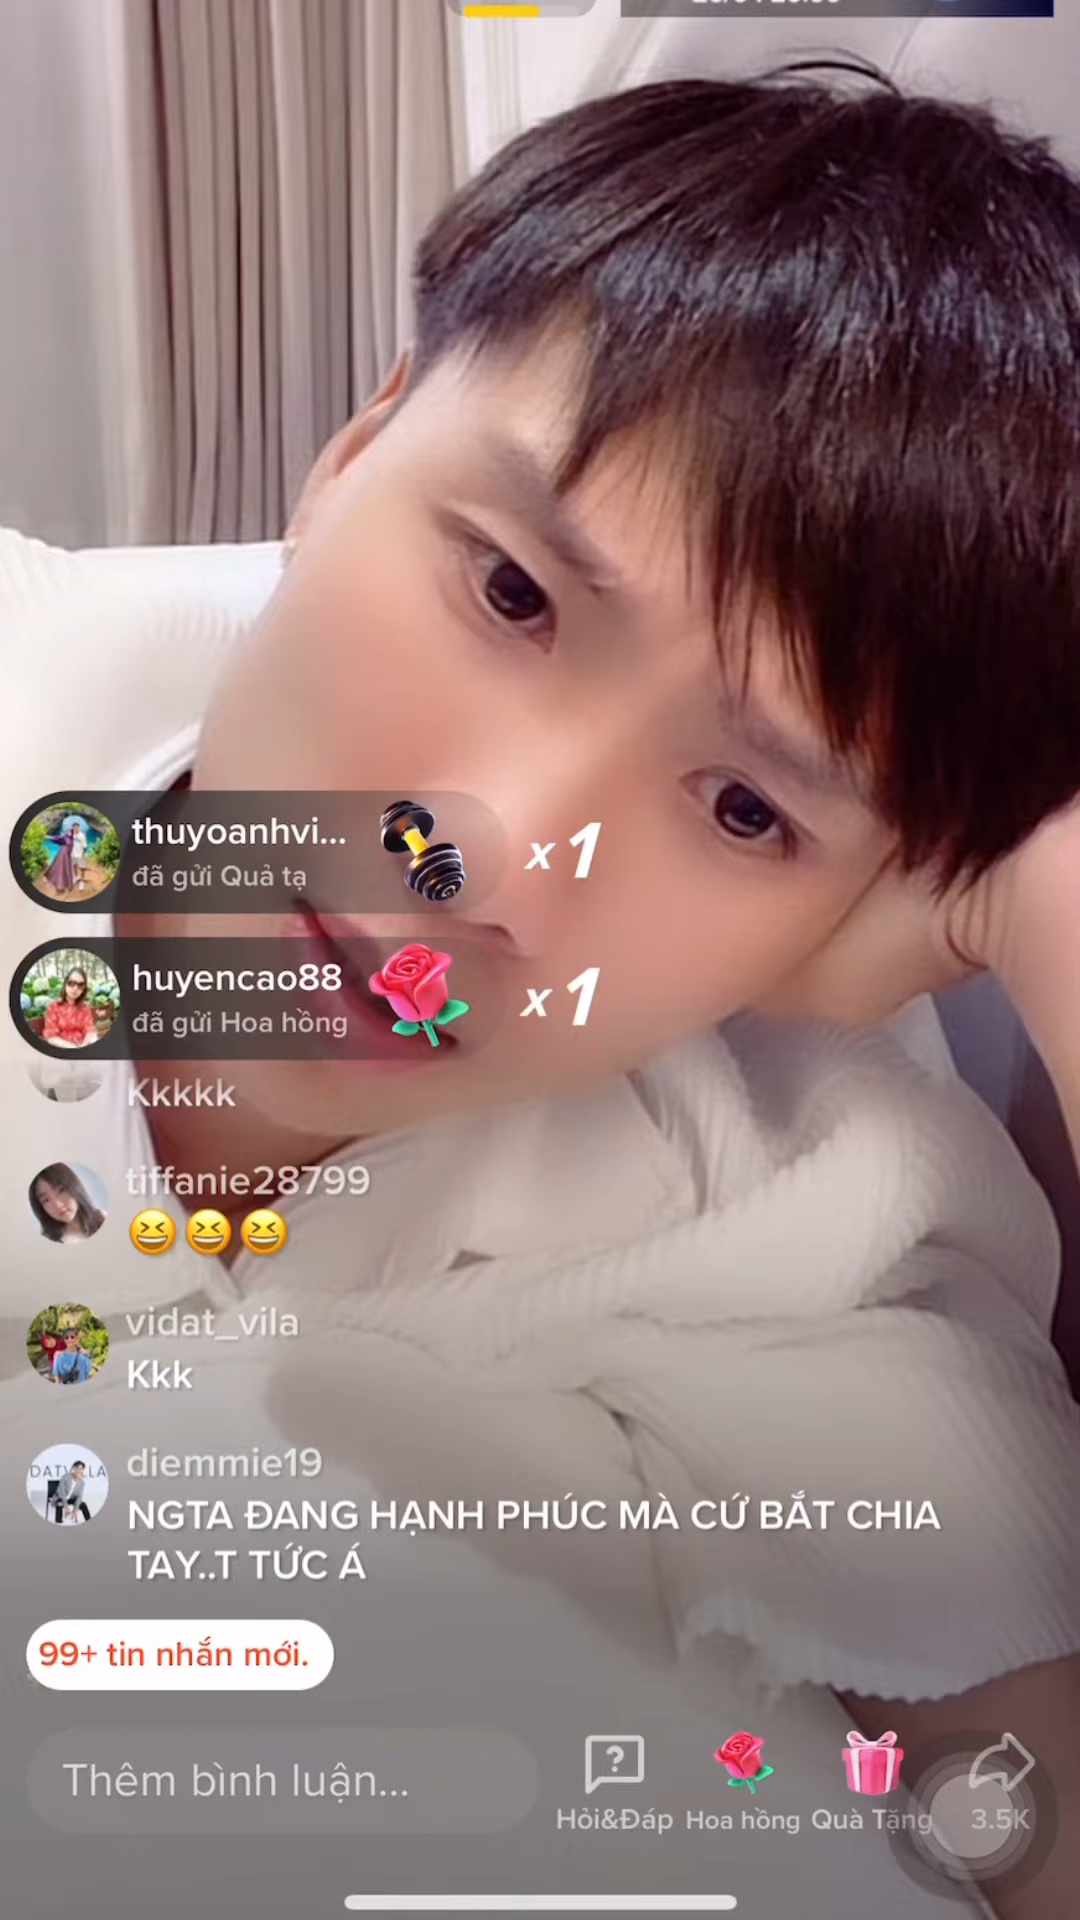 thuyoanhvi...
đã gửi Quả tạ
x 1
huyencao88
đã gửi Hoa hồng
x 1
Kkkkk
tiffanie28799
vidat_vila
Kkk
diemmie19
NGTA ĐANG HẠNH PHÚC MÀ CỨ BẮT CHIA
TAY..T TỨC Á
99+ tin nhắn mới.
Thêm bình luận...
Hỏi&Đáp
Hoa hồng
Quà Tặng
3.5K